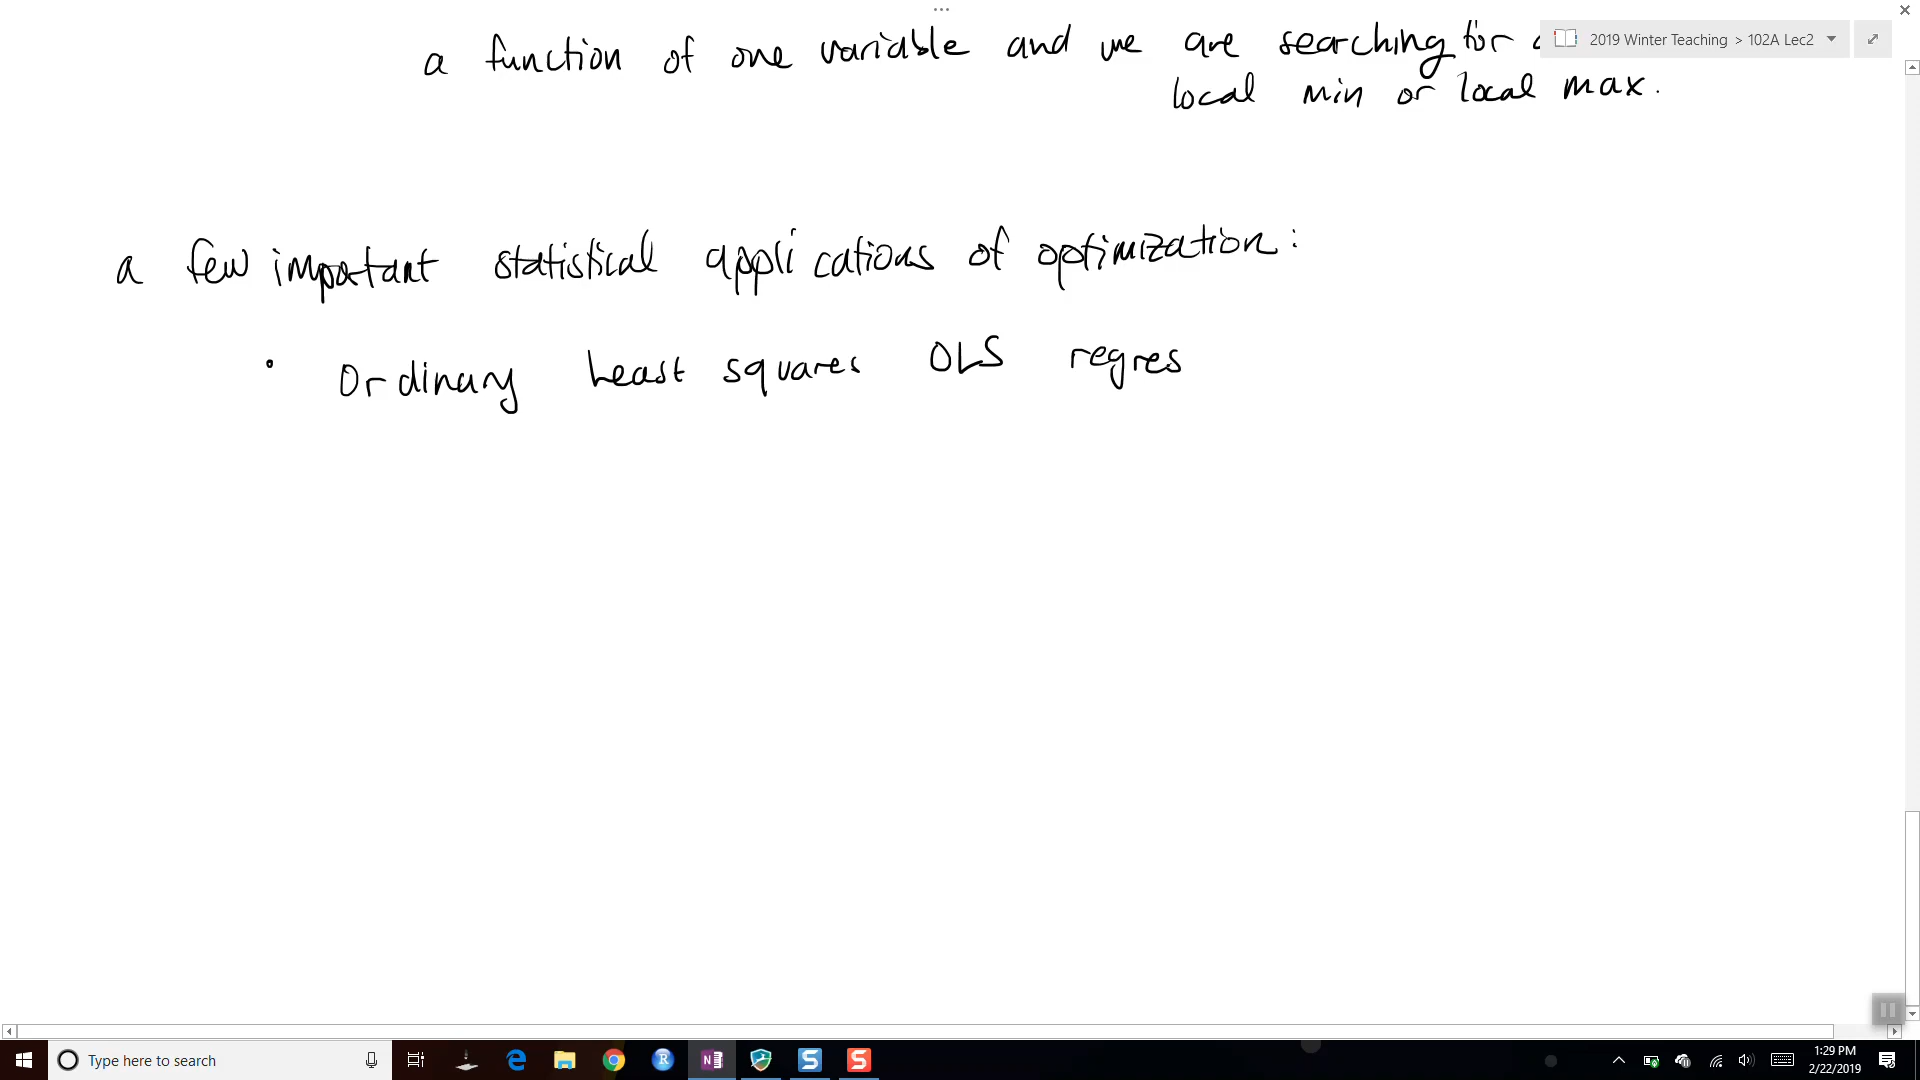 a function of one variable and we are searching for
2019 Winter Teaching > 102A Lec2
local min or local max.
a few important statistical applications of optimization:
• Ordinary Least squares OLS regres
Type here to search
1:29 PM
2/22/2019